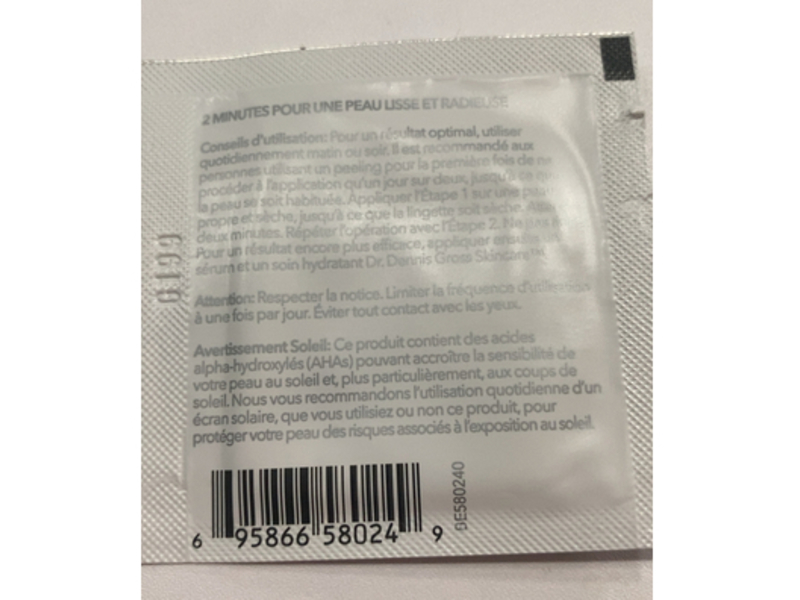 2 MINUTES POUR UNE PEAU LISSE ET RADIEUSE
Conseils d'utilisation: Pour un résultat optimal, utiliser
quotidiennement matin ou soir. Il est recommandé aux
personnes utilisant un peeling pour la première fois de ne
procéder à l'application qu'un jour sur deux, jusqu'à ce que
la peau se soit habituée. Appliquer l'Étape 1 sur une peau
propre et sèche, jusqu'à ce que la lingette soit sèche.
deux minutes. Répéter l'opération avec l'Étape 2. Ne pas
Pour un résultat encore plus efficace, appliquer ensuite un
sérum et un soin hydratant Dr. Dennis Gross Skincare™.
Attention: Respecter la notice. Limiter la fréquence d'utilisation
à une fois par jour. Éviter tout contact avec les yeux.
Avertissement Soleil: Ce produit contient des acides
alpha-hydroxylés (AHAs) pouvant accroître la sensibilité de
votre peau au soleil et, plus particulièrement, aux coups de
soleil. Nous vous recommandons l'utilisation quotidienne d'un
écran solaire, que vous utilisiez ou non ce produit, pour
protéger votre peau des risques associés à l'exposition au soleil.
6 95866 58024 9
DE580240